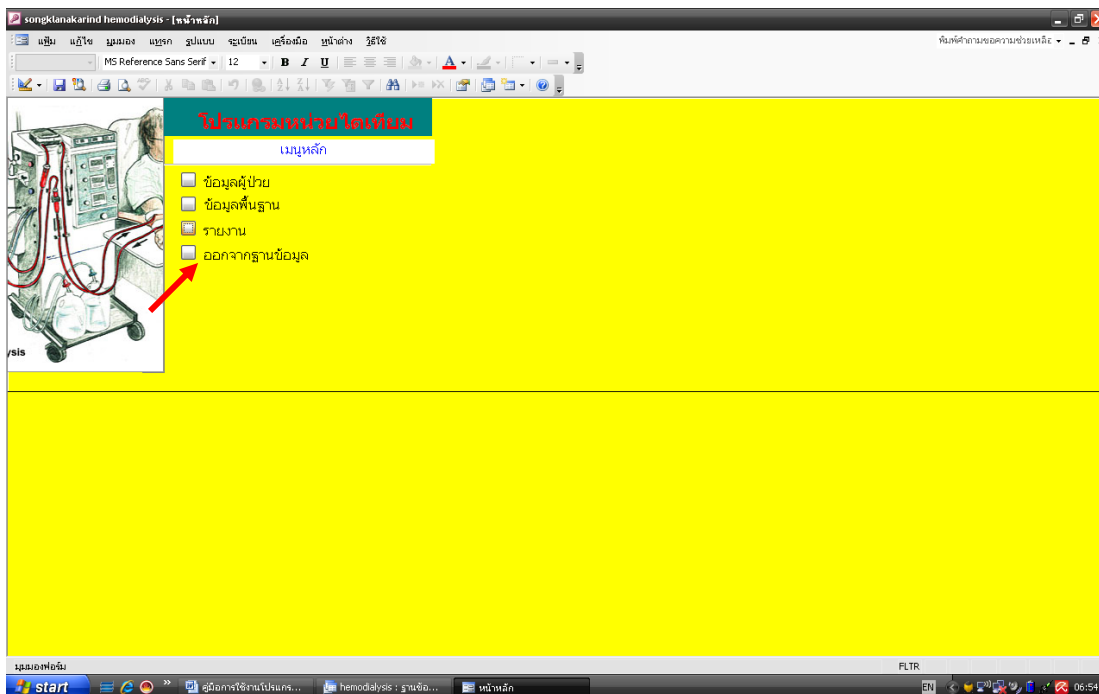 songklanakarind hemodialysis - [หน้าหลัก]
แฟ้ม แก้ไข มุมมอง แทรก รูปแบบ ระเบียน เครื่องมือ หน้าต่าง วิธีใช้ พิมพ์คำถามขอความช่วยเหลือ
MS Reference Sans Serif 12 B I U A
โปรแกรมหน่วยไตเทียม
เมนูหลัก
ข้อมูลผู้ป่วย
ข้อมูลพื้นฐาน
รายงาน
ออกจากฐานข้อมูล
ysis
มุมมองฟอร์ม FLTR
start คู่มือการใช้งานโปรแกร... hemodialysis : ฐานข้อ... หน้าหลัก EN 06:54